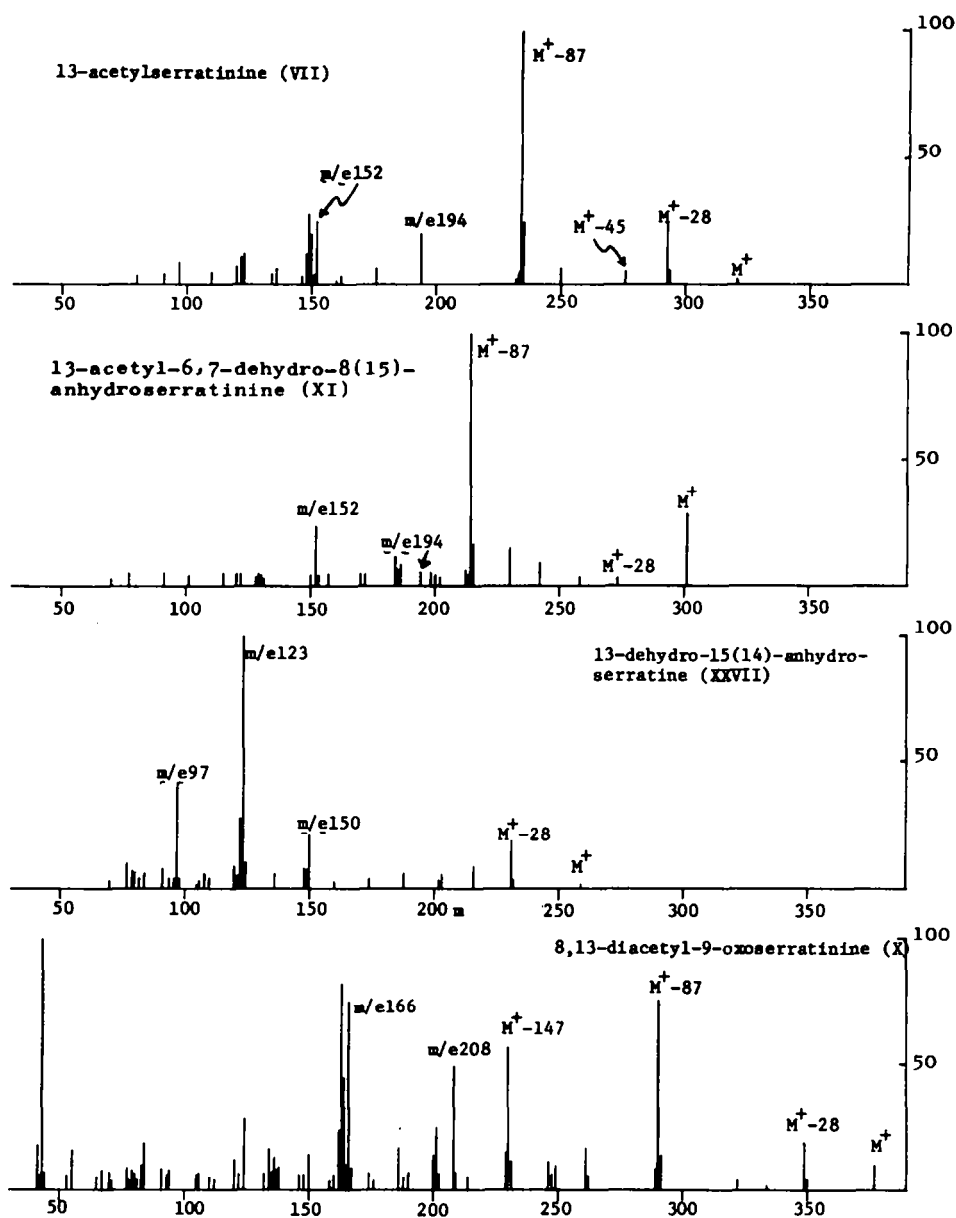 100
M⁺-87
13-acetylserratinine (VII)
50
m/e152
m/e194
M⁺-45
M⁺-28
M⁺
50 100 150 200 250 300 350
100
M⁺-87
13-acetyl-6,7-dehydro-8(15)-
anhydroserratinine (XI)
50
m/e152
m/e194
M⁺-28
M⁺
50 100 150 200 250 300 350
100
m/e123
13-dehydro-15(14)-anhydro-
serratine (XXVII)
50
m/e97
m/e150
M⁺-28
M⁺
50 100 150 200 m 250 300 350
100
8,13-diacetyl-9-oxoserratinine (X)
M⁺-87
m/e166
M⁺-147
m/e208
50
M⁺-28
M⁺
50 100 150 200 250 300 350